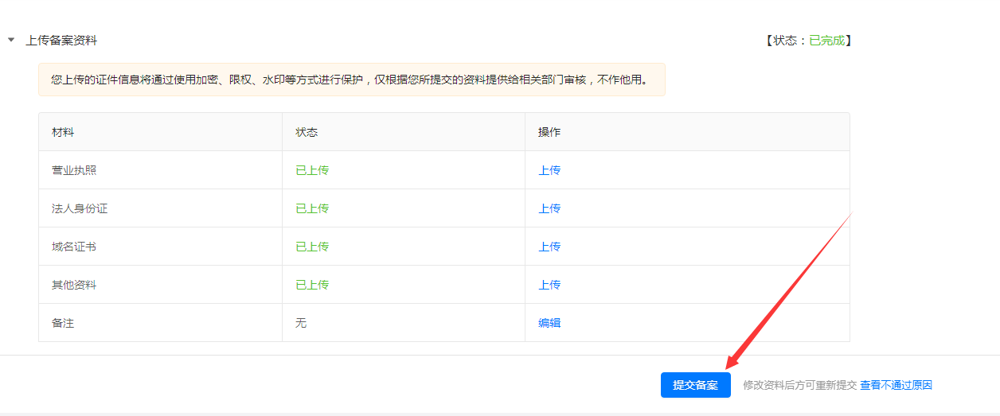 上传备案资料 【状态：已完成】
您上传的证件信息将通过使用加密、限权、水印等方式进行保护，仅根据您所提交的资料提供给相关部门审核，不作他用。
材料 状态 操作
营业执照 已上传 上传
法人身份证 已上传 上传
域名证书 已上传 上传
其他资料 已上传 上传
备注 无 编辑
提交备案 修改资料后方可重新提交 查看不通过原因